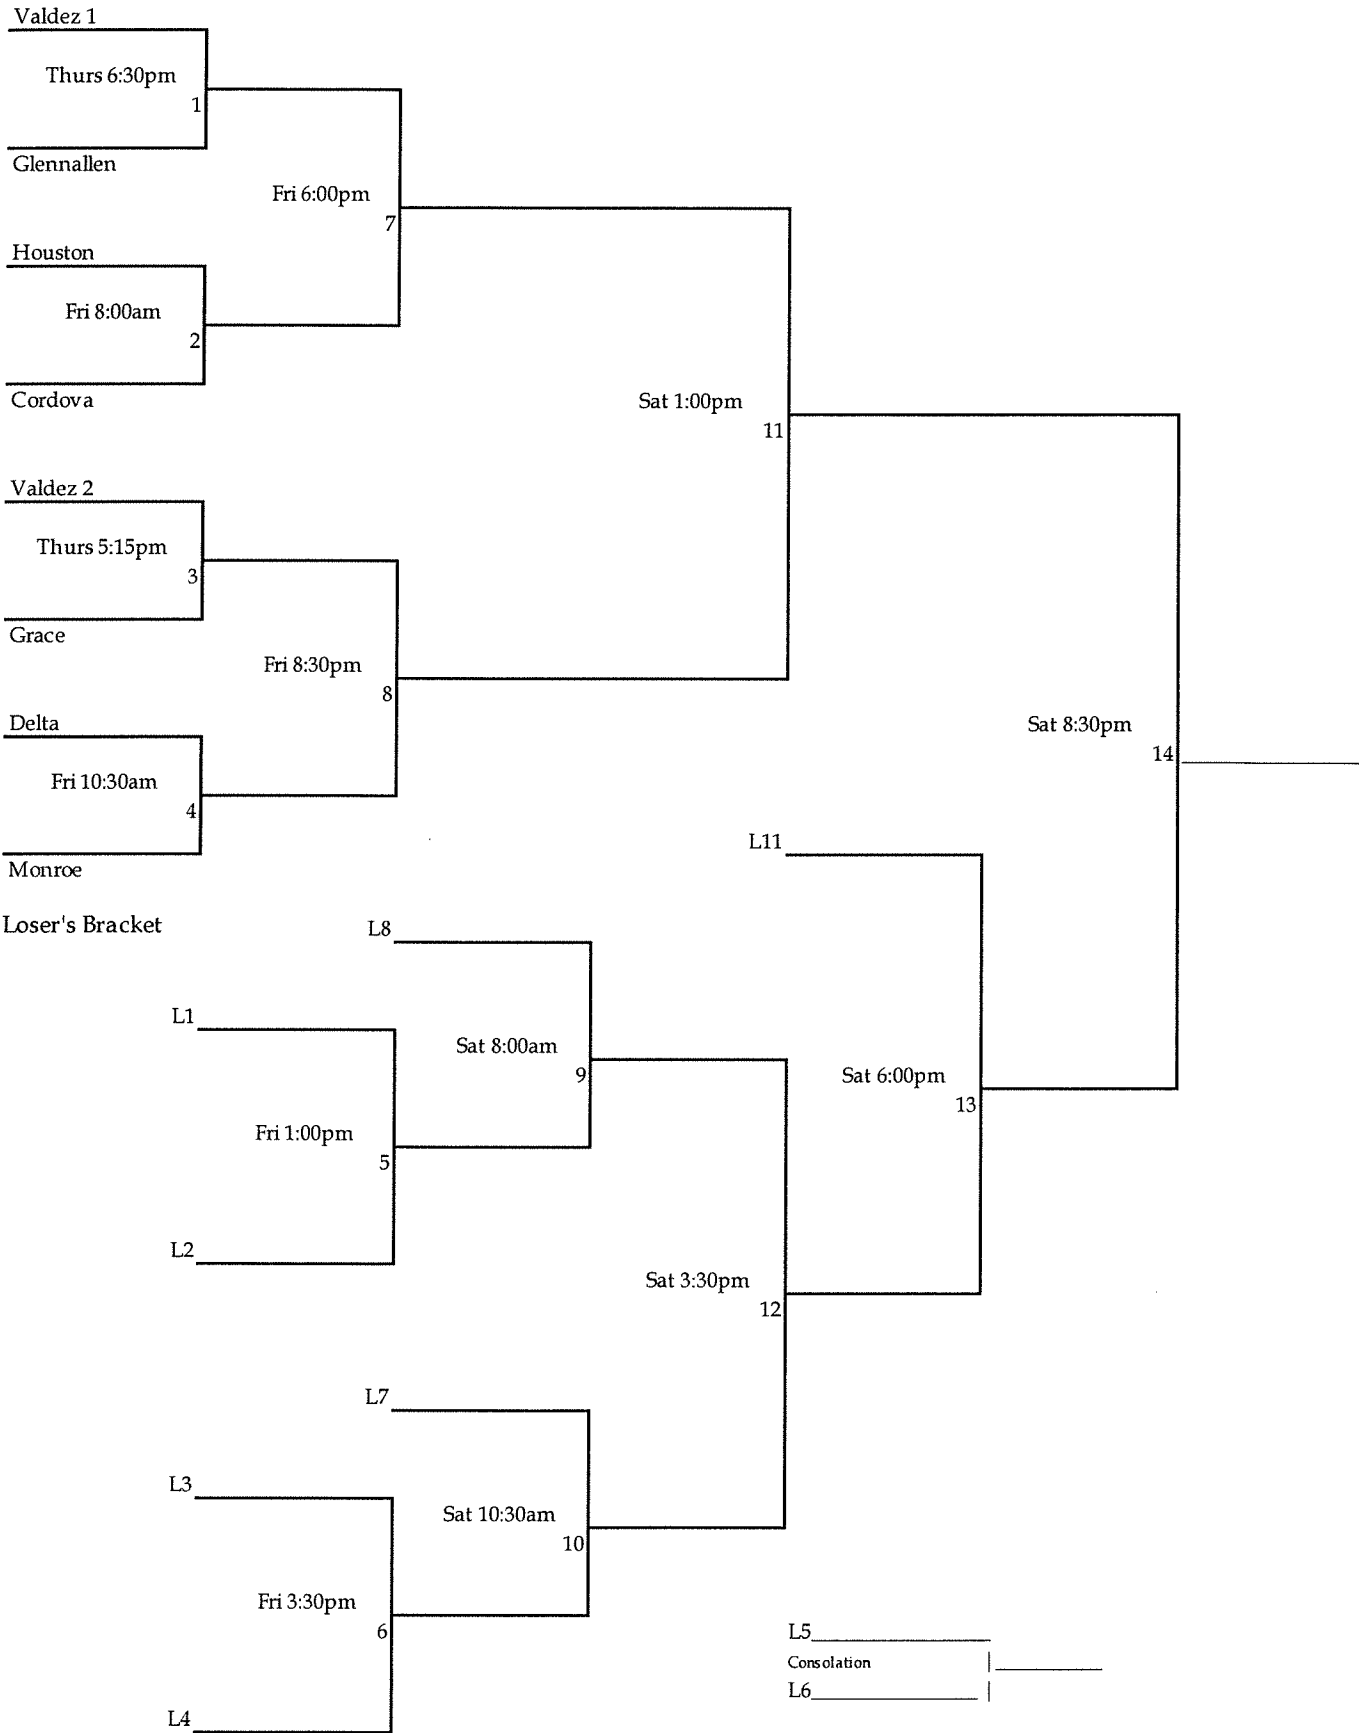 Valdez 1
Thurs 6:30pm
1
Glennallen
Fri 6:00pm
7
Houston
Fri 8:00am
2
Cordova
Sat 1:00pm
11
Valdez 2
Thurs 5:15pm
3
Grace
Fri 8:30pm
8
Delta
Fri 10:30am
4
Monroe
Sat 8:30pm
14
Loser's Bracket
L11
L8
L1
Sat 8:00am
9
Fri 1:00pm
5
L2
Sat 6:00pm
13
Sat 3:30pm
12
L7
L3
Sat 10:30am
10
Fri 3:30pm
6
L4
L5
Consolation
L6